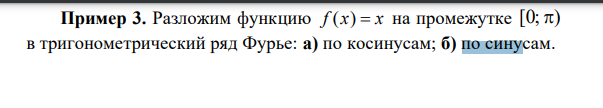 Пример 3. Разложим функцию f(x) = x на промежутке [0; π)
в тригонометрический ряд Фурье: а) по косинусам; б) по синусам.